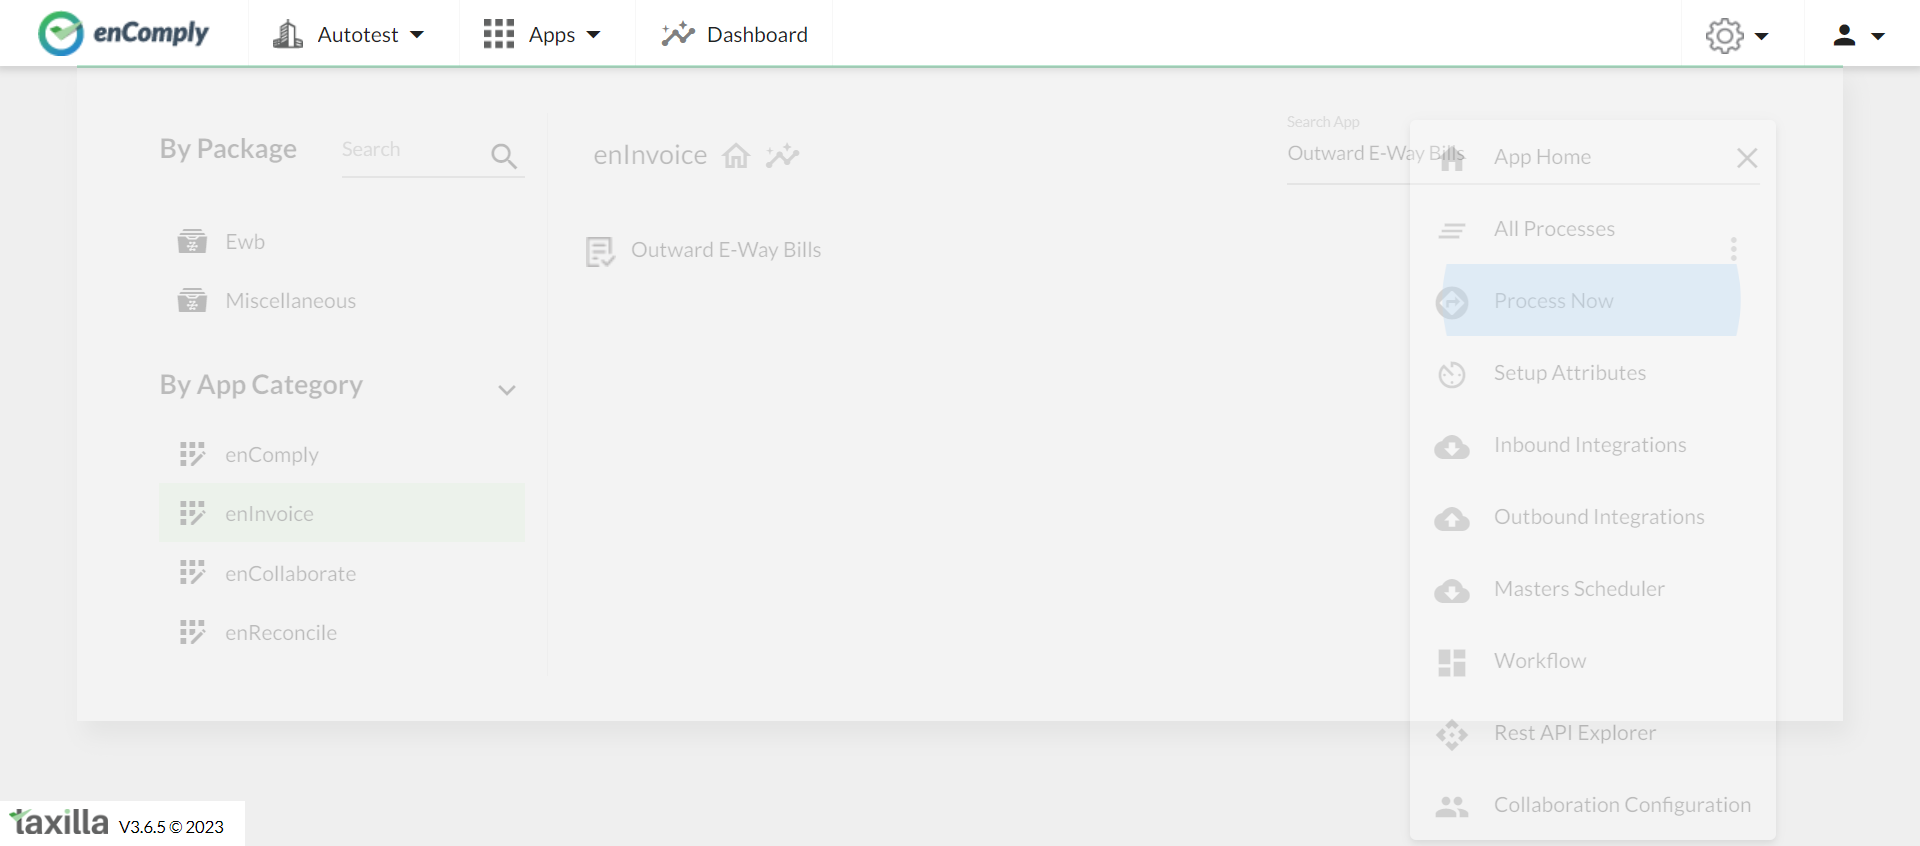 enComply
Autotest
Apps
Dashboard
By Package
Search
Ewb
Miscellaneous
By App Category
enComply
enInvoice
enCollaborate
enReconcile
enInvoice
Outward E-Way Bills
Search App
Outward E-Way Bills
App Home
All Processes
Process Now
Setup Attributes
Inbound Integrations
Outbound Integrations
Masters Scheduler
Workflow
Rest API Explorer
Collaboration Configuration
taxilla V3.6.5 © 2023